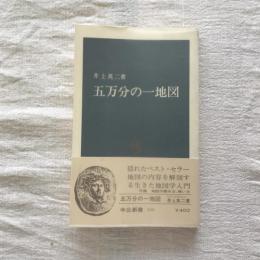 井上英二著
五万分の一地図
隠れたベスト・セラー
地図の内容を解説す
る生きた地図学入門
五万分の一地図 井上英二著
中公新書